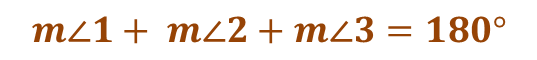 m∠1 + m∠2 + m∠3 = 180°